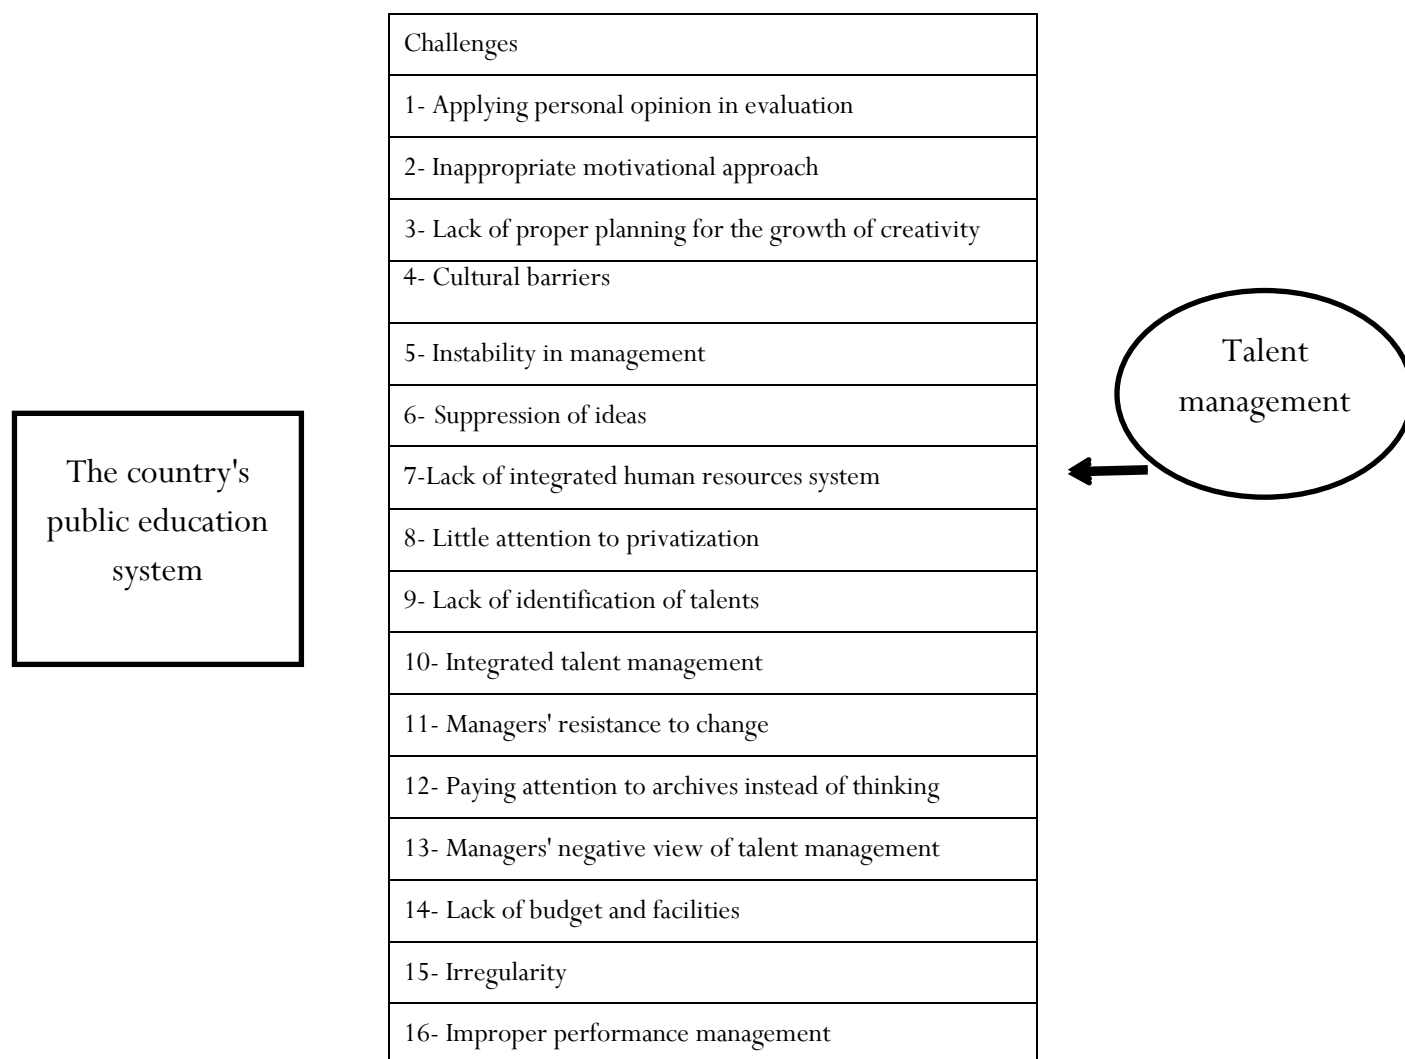 Challenges
1- Applying personal opinion in evaluation
2- Inappropriate motivational approach
3- Lack of proper planning for the growth of creativity
4- Cultural barriers
5- Instability in management
6- Suppression of ideas
7-Lack of integrated human resources system
8- Little attention to privatization
9- Lack of identification of talents
10- Integrated talent management
11- Managers' resistance to change
12- Paying attention to archives instead of thinking
13- Managers' negative view of talent management
14- Lack of budget and facilities
15- Irregularity
16- Improper performance management
The country's
public education
system
Talent
management